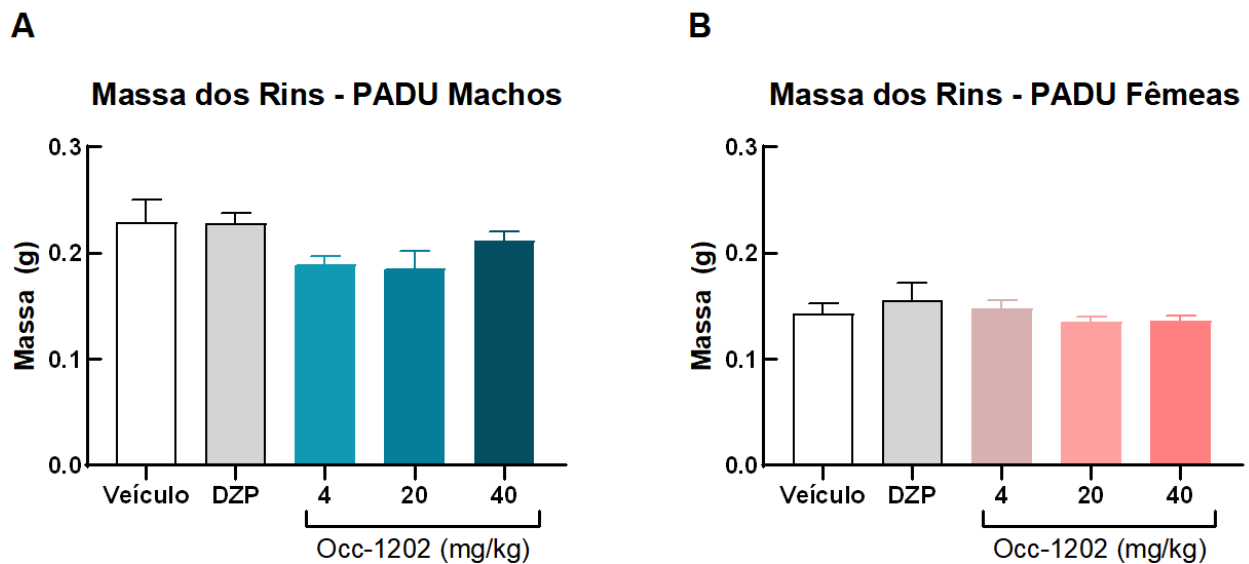 A
Massa dos Rins - PADU Machos
Massa (g)
0.3
0.2
0.1
0.0
Veículo DZP 4 20 40
Occ-1202 (mg/kg)
B
Massa dos Rins - PADU Fêmeas
Massa (g)
0.3
0.2
0.1
0.0
Veículo DZP 4 20 40
Occ-1202 (mg/kg)